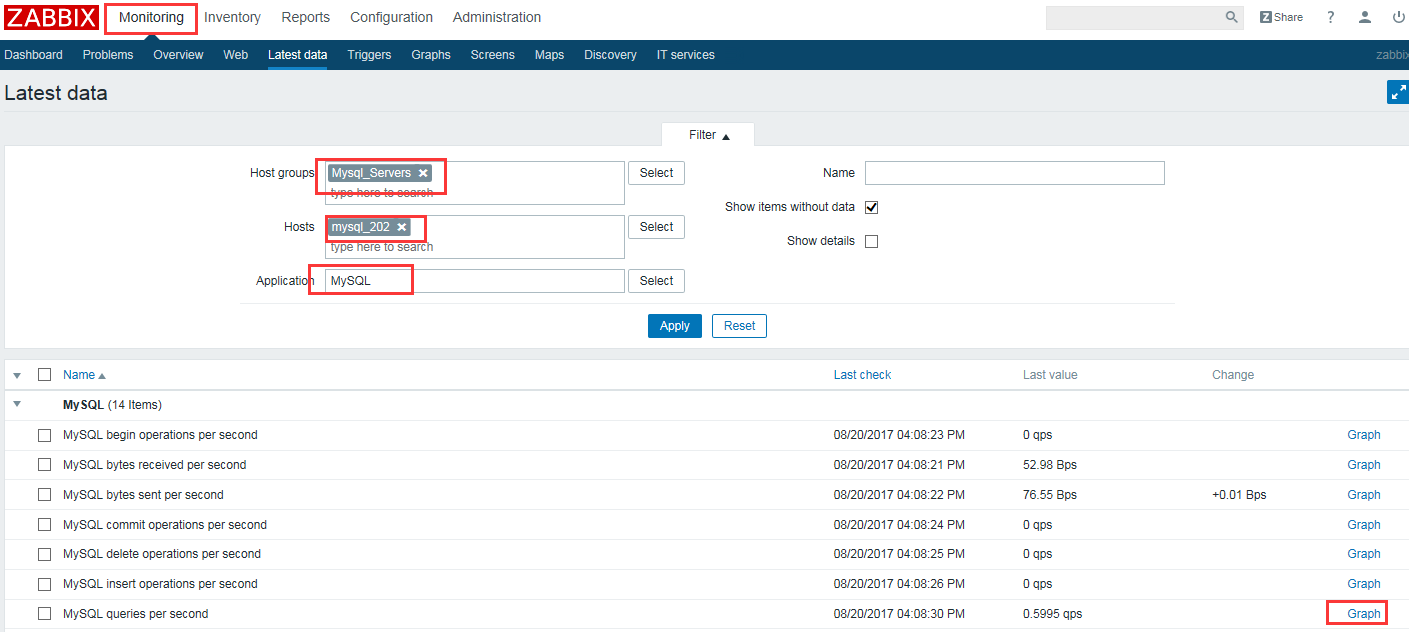 ZABBIX Monitoring Inventory Reports Configuration Administration Z Share ?
Dashboard Problems Overview Web Latest data Triggers Graphs Screens Maps Discovery IT services zabbix
Latest data
Filter
Host groups Mysql_Servers Select Name
type here to search
Show items without data
Hosts mysql_202 Select
type here to search
Show details
Application MySQL Select
Apply Reset
Name Last check Last value Change
MySQL (14 Items)
MySQL begin operations per second 08/20/2017 04:08:23 PM 0 qps Graph
MySQL bytes received per second 08/20/2017 04:08:21 PM 52.98 Bps Graph
MySQL bytes sent per second 08/20/2017 04:08:22 PM 76.55 Bps +0.01 Bps Graph
MySQL commit operations per second 08/20/2017 04:08:24 PM 0 qps Graph
MySQL delete operations per second 08/20/2017 04:08:25 PM 0 qps Graph
MySQL insert operations per second 08/20/2017 04:08:26 PM 0 qps Graph
MySQL queries per second 08/20/2017 04:08:30 PM 0.5995 qps Graph